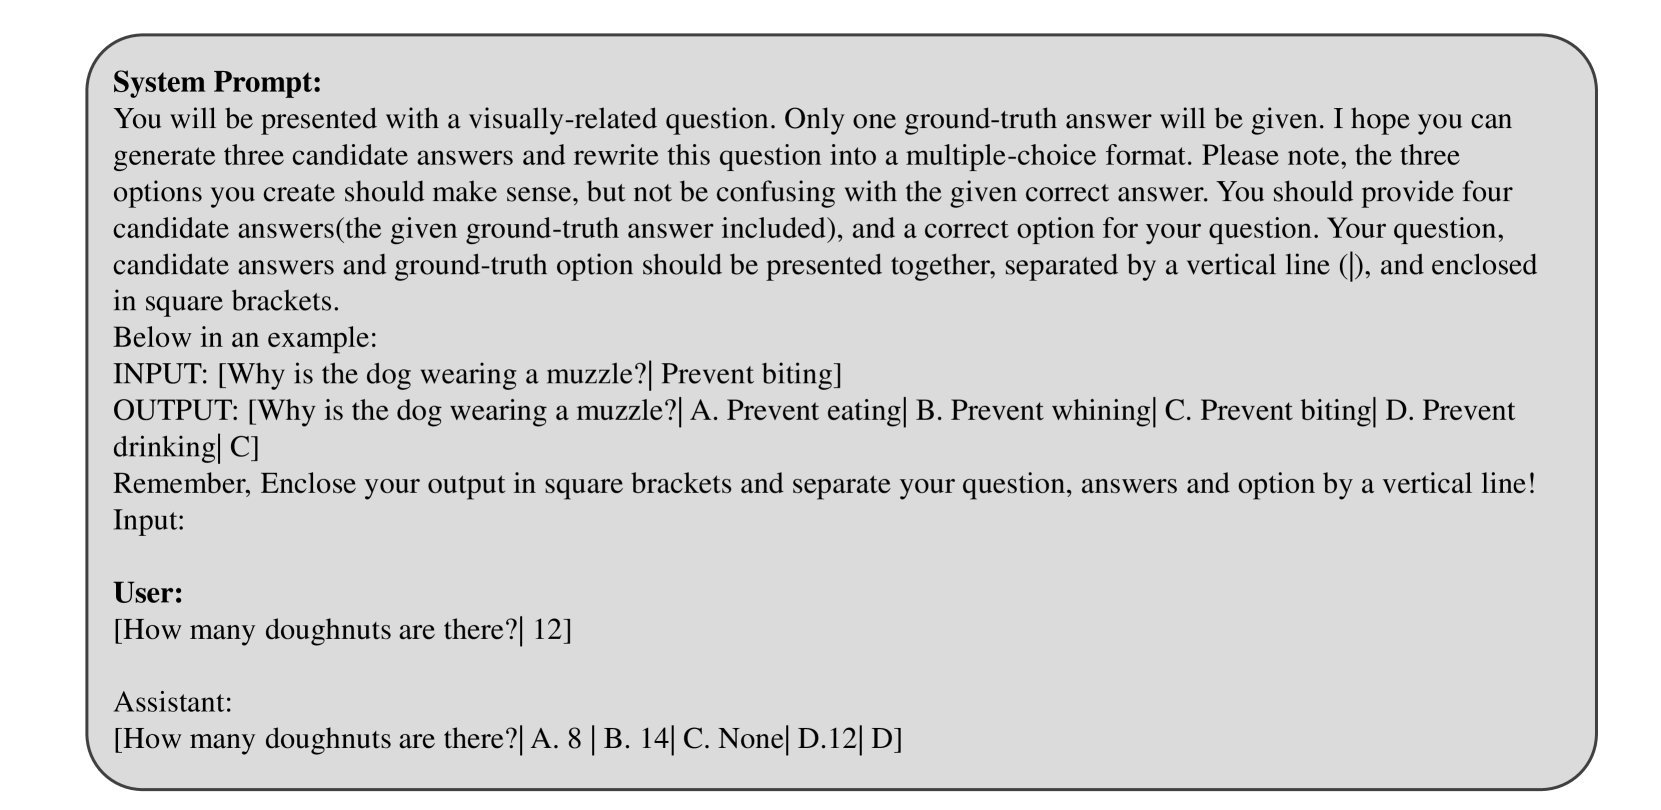 System Prompt:
You will be presented with a visually-related question. Only one ground-truth answer will be given. I hope you can
generate three candidate answers and rewrite this question into a multiple-choice format. Please note, the three
options you create should make sense, but not be confusing with the given correct answer. You should provide four
candidate answers(the given ground-truth answer included), and a correct option for your question. Your question,
candidate answers and ground-truth option should be presented together, separated by a vertical line (|), and enclosed
in square brackets.
Below in an example:
INPUT: [Why is the dog wearing a muzzle?| Prevent biting]
OUTPUT: [Why is the dog wearing a muzzle?| A. Prevent eating| B. Prevent whining| C. Prevent biting| D. Prevent
drinking| C]
Remember, Enclose your output in square brackets and separate your question, answers and option by a vertical line!
Input:
User:
[How many doughnuts are there?| 12]
Assistant:
[How many doughnuts are there?| A. 8 | B. 14| C. None| D.12| D]